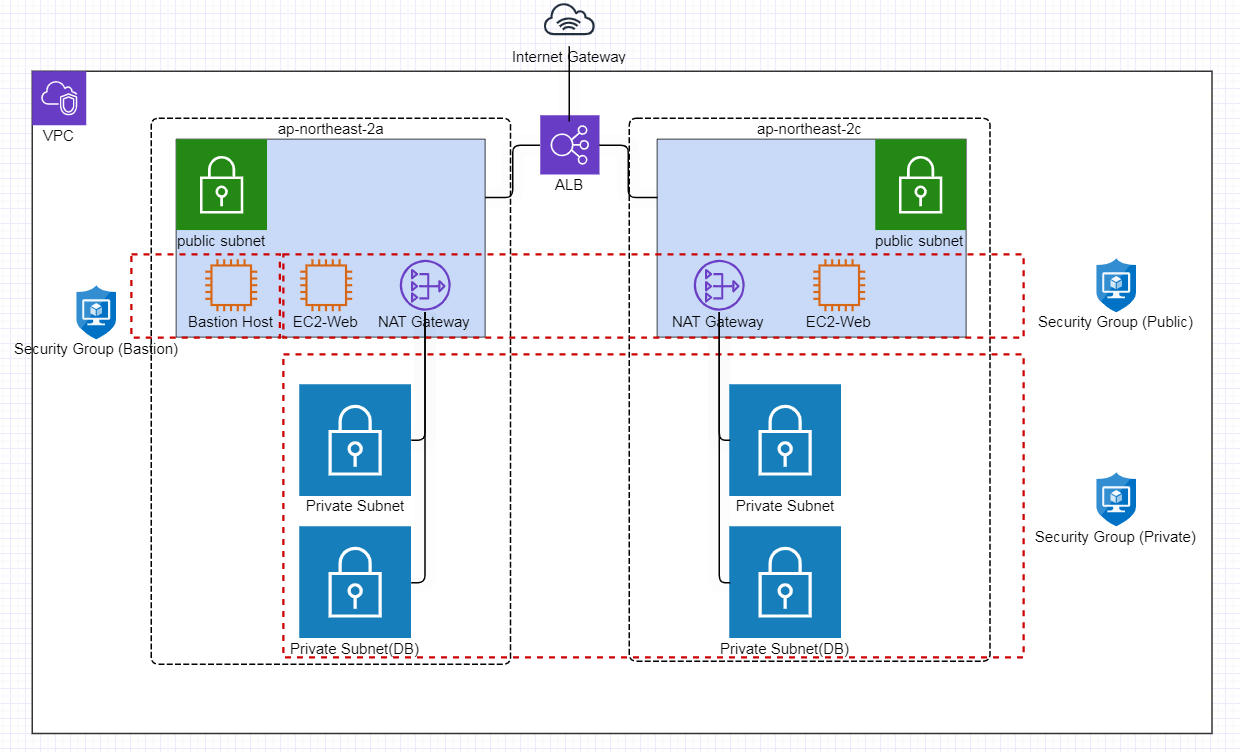 Internet Gateway
VPC
ap-northeast-2a
ap-northeast-2c
ALB
public subnet
public subnet
Bastion Host
EC2-Web
NAT Gateway
NAT Gateway
EC2-Web
Security Group (Public)
Security Group (Bastion)
Private Subnet
Private Subnet
Security Group (Private)
Private Subnet(DB)
Private Subnet(DB)